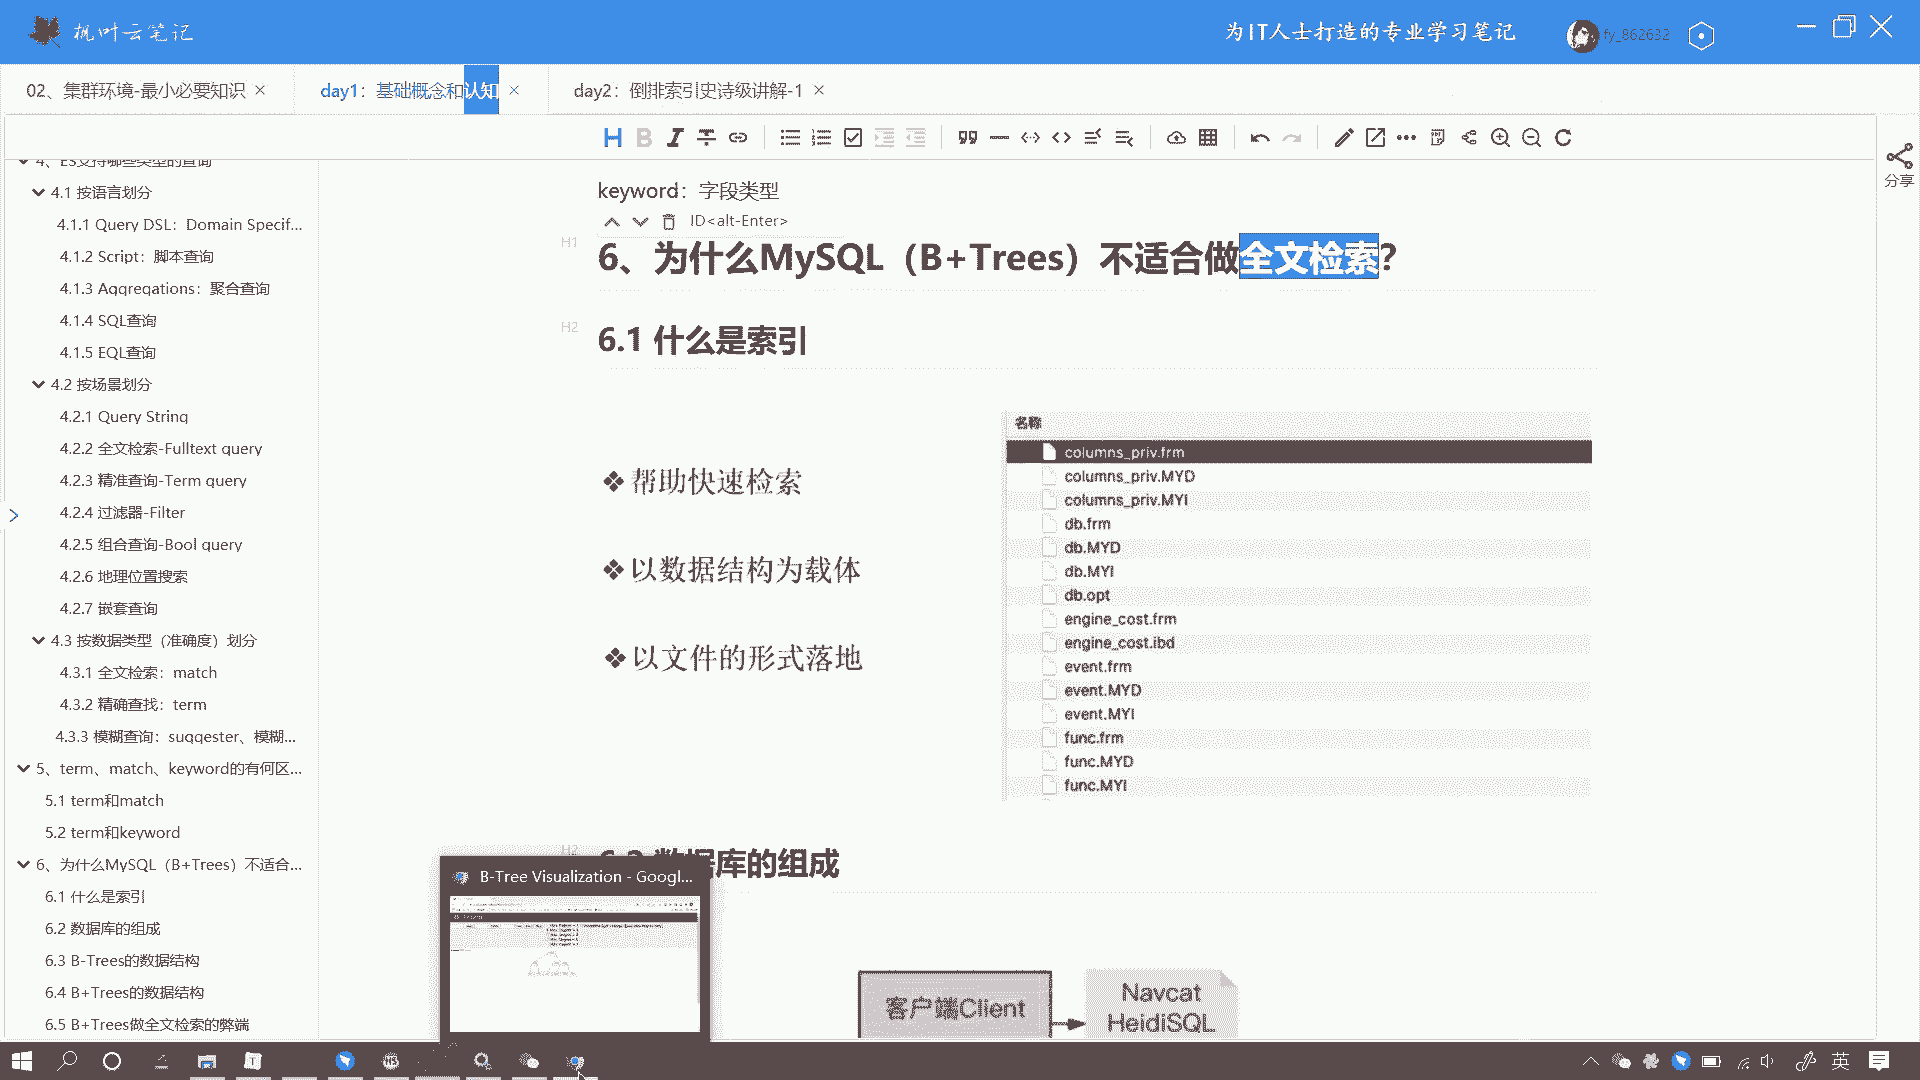 枫叶云笔记
为IT人士打造的专业学习笔记
fy_862632
02、集群环境-最小必要知识 ×
day1：基础概念和认知 ×
day2：倒排索引史诗级讲解-1 ×
分享
4、ES支持哪些类型的查询
4.1 按语言划分
4.1.1 Query DSL：Domain Specif...
4.1.2 Script：脚本查询
4.1.3 Aggregations：聚合查询
4.1.4 SQL查询
4.1.5 EQL查询
4.2 按场景划分
4.2.1 Query String
4.2.2 全文检索-Fulltext query
4.2.3 精准查询-Term query
4.2.4 过滤器-Filter
4.2.5 组合查询-Bool query
4.2.6 地理位置搜索
4.2.7 嵌套查询
4.3 按数据类型（准确度）划分
4.3.1 全文检索：match
4.3.2 精确查找：term
4.3.3 模糊查询：suggester、模糊...
5、term、match、keyword的有何区...
5.1 term和match
5.2 term和keyword
6、为什么MySQL（B+Trees）不适合...
6.1 什么是索引
6.2 数据库的组成
6.3 B-Trees的数据结构
6.4 B+Trees的数据结构
6.5 B+Trees做全文检索的弊端
keyword：字段类型
ID<alt-Enter>
H1
6、为什么MySQL（B+Trees）不适合做全文检索？
H2
6.1 什么是索引
❖帮助快速检索
❖以数据结构为载体
❖以文件的形式落地
名称
columns_priv.frm
columns_priv.MYD
columns_priv.MYI
db.frm
db.MYD
db.MYI
db.opt
engine_cost.frm
engine_cost.ibd
event.frm
event.MYD
event.MYI
func.frm
func.MYD
func.MYI
H2
6.2 数据库的组成
B-Tree Visualization - Googl...
客户端Client
Navcat
HeidiSQL
英